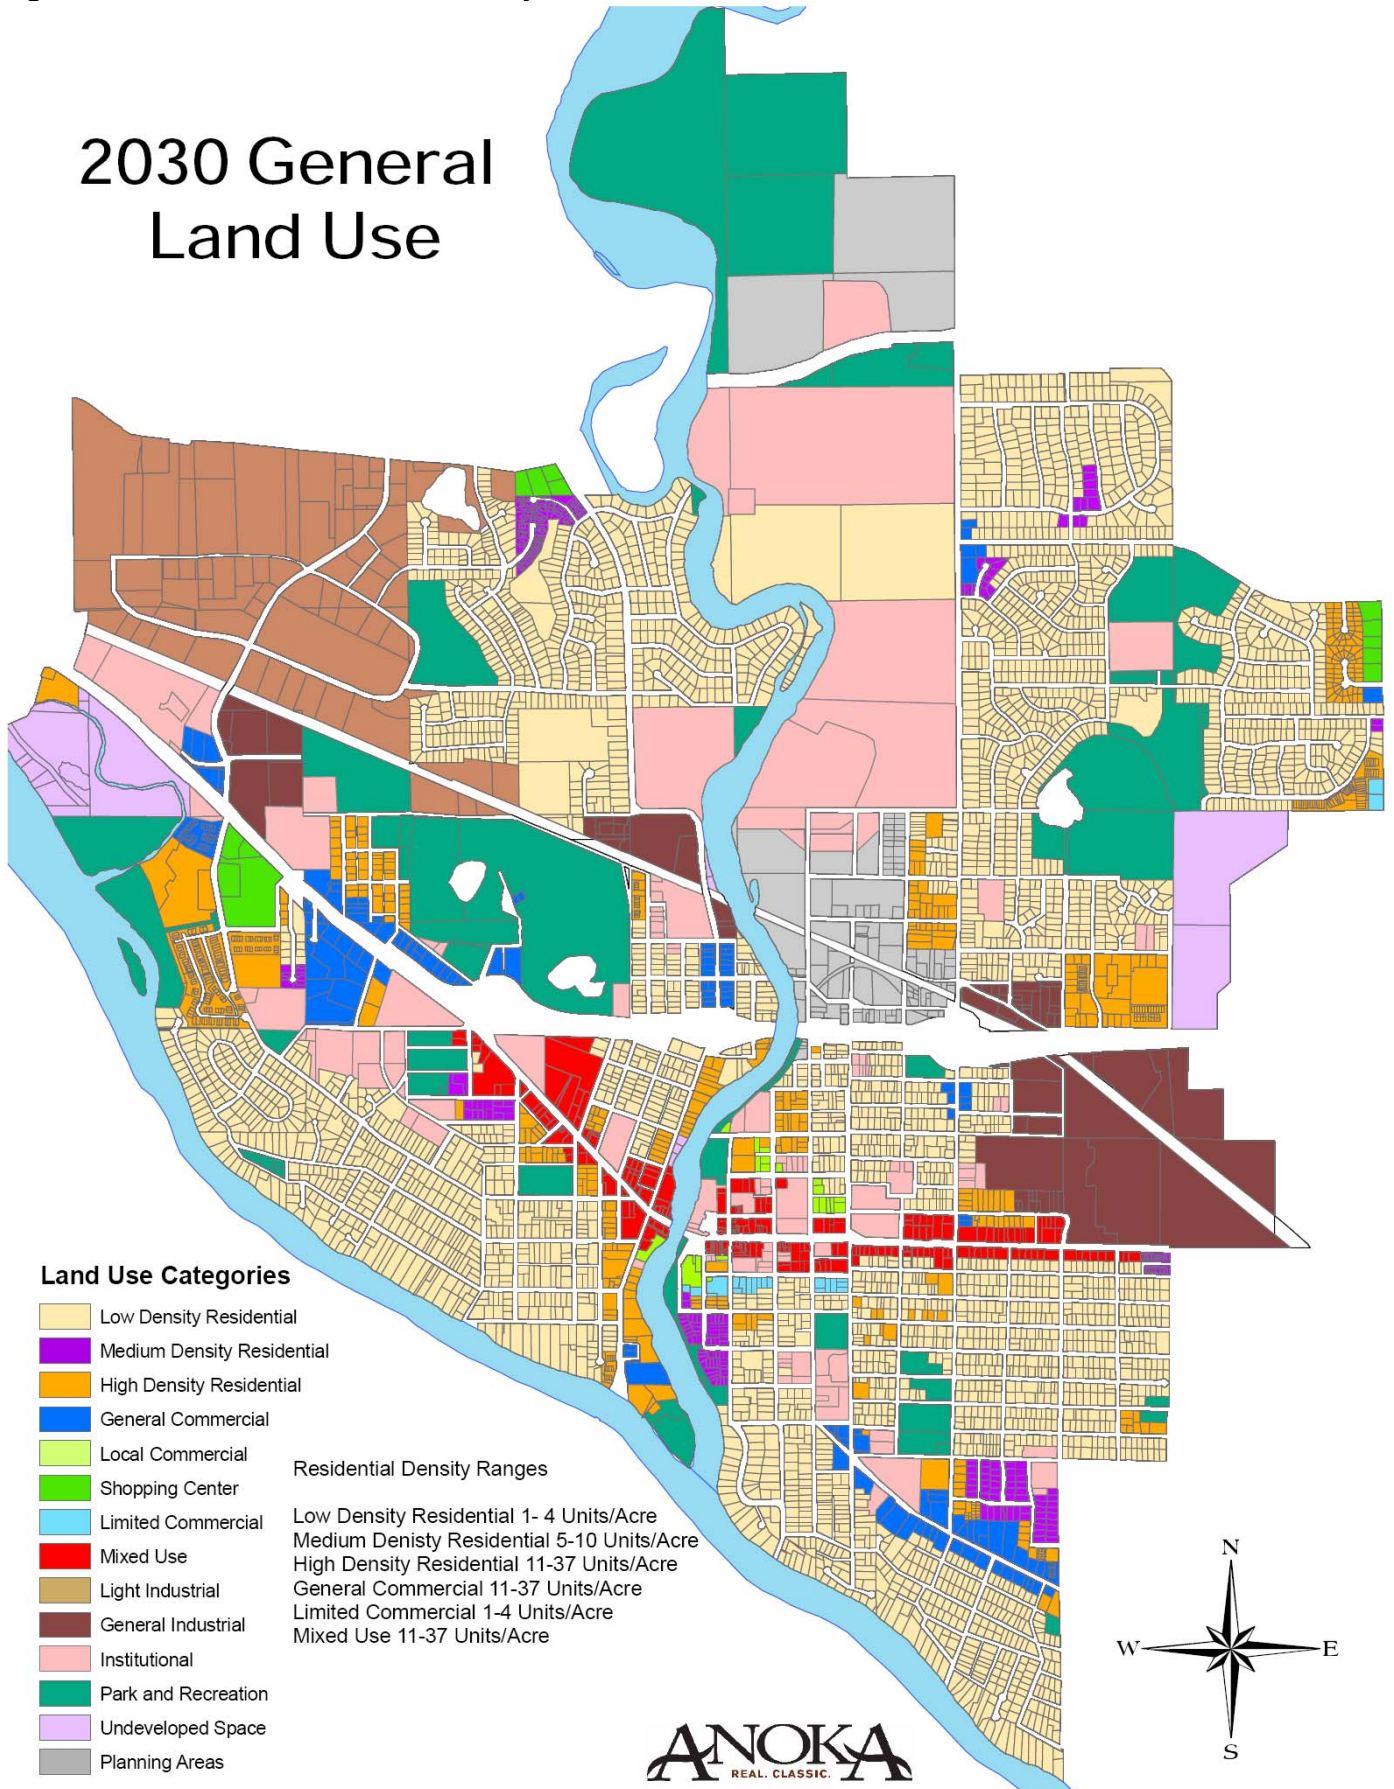 2030 General
Land Use
Land Use Categories
Low Density Residential
Medium Density Residential
High Density Residential
General Commercial
Local Commercial
Shopping Center
Limited Commercial
Mixed Use
Light Industrial
General Industrial
Institutional
Park and Recreation
Undeveloped Space
Planning Areas
Residential Density Ranges
Low Density Residential 1- 4 Units/Acre
Medium Denisty Residential 5-10 Units/Acre
High Density Residential 11-37 Units/Acre
General Commercial 11-37 Units/Acre
Limited Commercial 1-4 Units/Acre
Mixed Use 11-37 Units/Acre
N
W
E
S
ANOKA
REAL. CLASSIC.